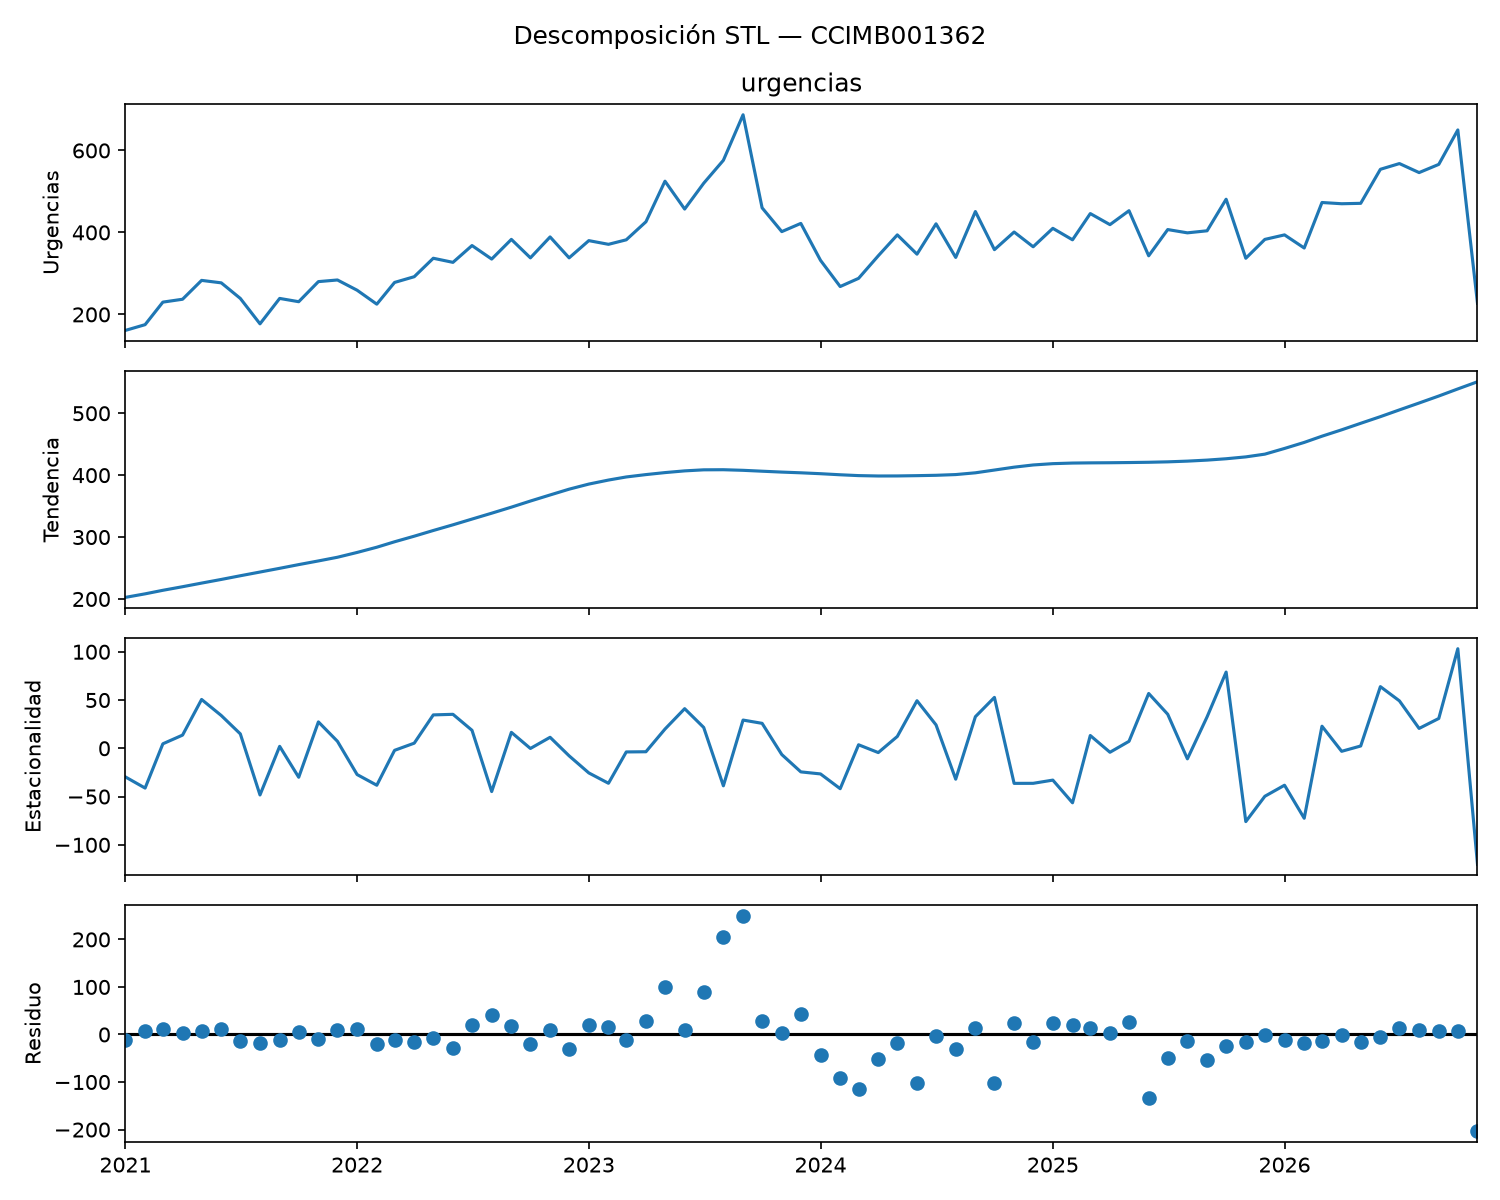 Descomposición STL — CCIMB001362
urgencias
Urgencias
600
400
200
Tendencia
500
400
300
200
Estacionalidad
100
50
0
−50
−100
Residuo
200
100
0
−100
−200
2021 2022 2023 2024 2025 2026